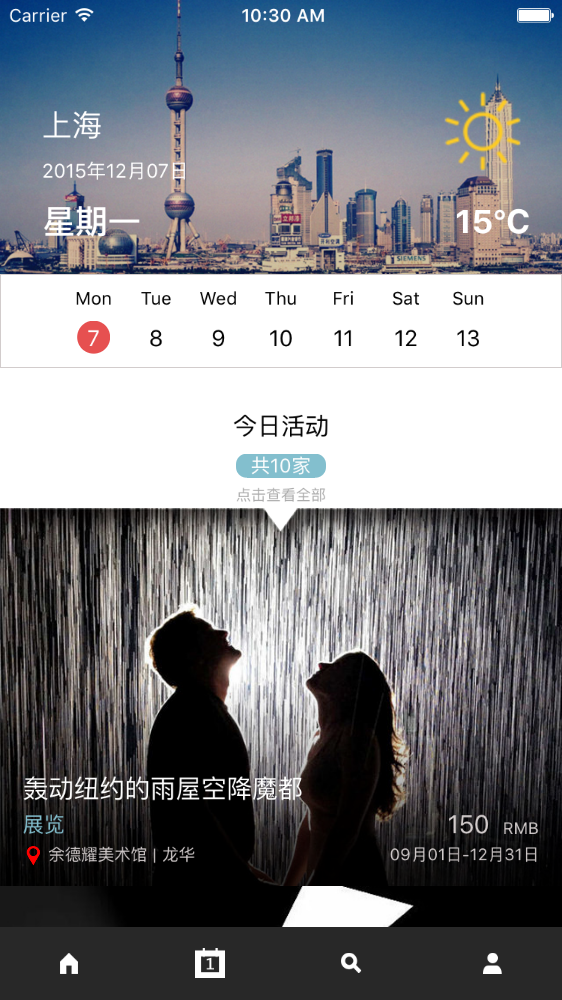 Carrier 10:30 AM
上海
2015年12月07日
星期一 15°C
SIEMENS
Mon Tue Wed Thu Fri Sat Sun
7 8 9 10 11 12 13
今日活动
共10家
点击查看全部
轰动纽约的雨屋空降魔都
展览 150 RMB
余德耀美术馆 | 龙华 09月01日-12月31日
1